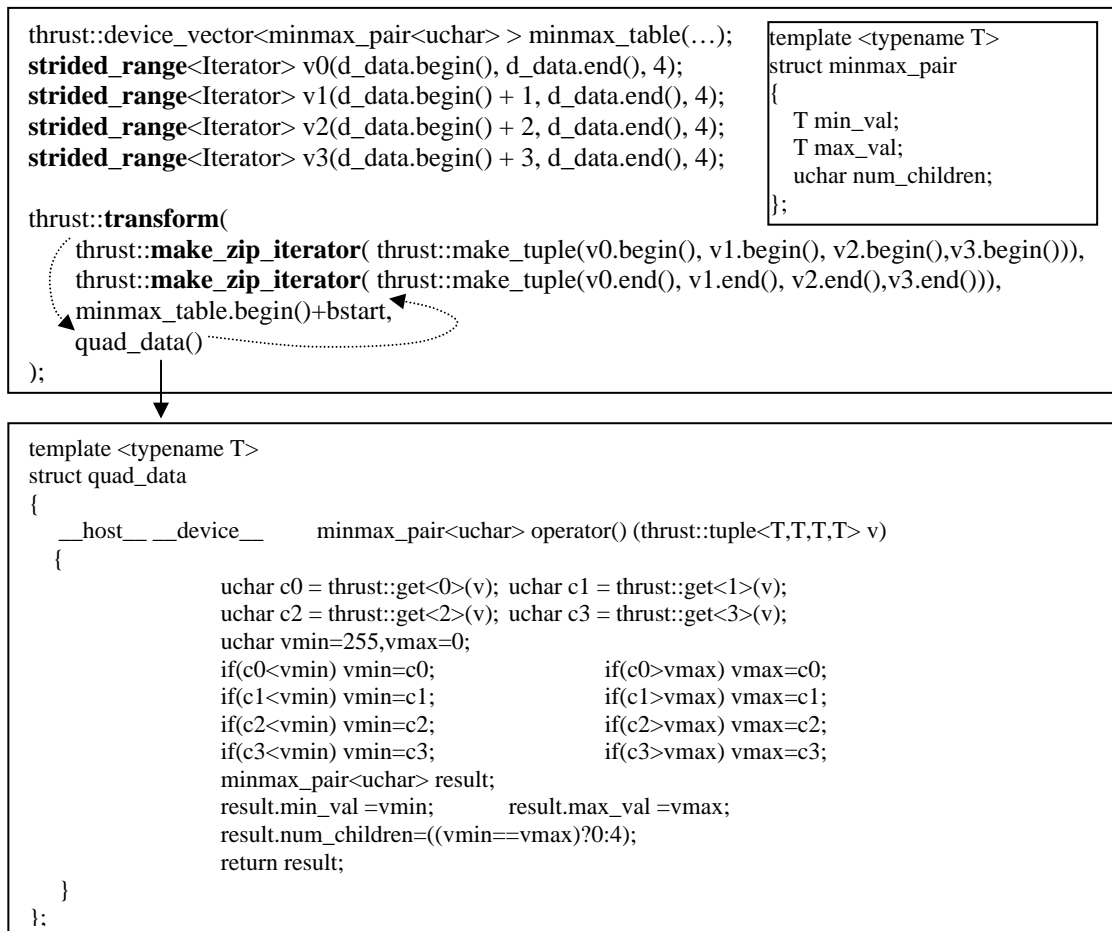 thrust::device_vector<minmax_pair<uchar> > minmax_table(…);
strided_range<Iterator> v0(d_data.begin(), d_data.end(), 4);
strided_range<Iterator> v1(d_data.begin() + 1, d_data.end(), 4);
strided_range<Iterator> v2(d_data.begin() + 2, d_data.end(), 4);
strided_range<Iterator> v3(d_data.begin() + 3, d_data.end(), 4);
template <typename T>
struct minmax_pair
{
T min_val;
T max_val;
uchar num_children;
};
thrust::transform(
thrust::make_zip_iterator( thrust::make_tuple(v0.begin(), v1.begin(), v2.begin(),v3.begin())),
thrust::make_zip_iterator( thrust::make_tuple(v0.end(), v1.end(), v2.end(),v3.end())),
minmax_table.begin()+bstart,
quad_data()
);
template <typename T>
struct quad_data
{
__host__ __device__ minmax_pair<uchar> operator() (thrust::tuple<T,T,T,T> v)
{
uchar c0 = thrust::get<0>(v); uchar c1 = thrust::get<1>(v);
uchar c2 = thrust::get<2>(v); uchar c3 = thrust::get<3>(v);
uchar vmin=255,vmax=0;
if(c0<vmin) vmin=c0; if(c0>vmax) vmax=c0;
if(c1<vmin) vmin=c1; if(c1>vmax) vmax=c1;
if(c2<vmin) vmin=c2; if(c2>vmax) vmax=c2;
if(c3<vmin) vmin=c3; if(c3>vmax) vmax=c3;
minmax_pair<uchar> result;
result.min_val =vmin; result.max_val =vmax;
result.num_children=((vmin==vmax)?0:4);
return result;
}
};